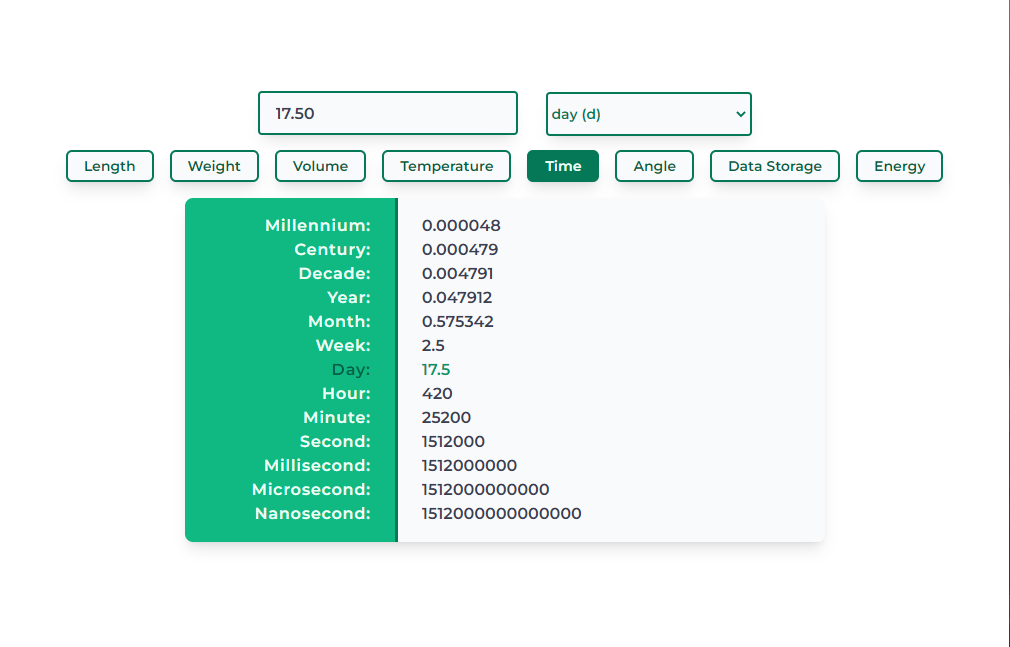 17.50 day (d)
Length Weight Volume Temperature Time Angle Data Storage Energy
Millennium: 0.000048
Century: 0.000479
Decade: 0.004791
Year: 0.047912
Month: 0.575342
Week: 2.5
Day: 17.5
Hour: 420
Minute: 25200
Second: 1512000
Millisecond: 1512000000
Microsecond: 1512000000000
Nanosecond: 1512000000000000